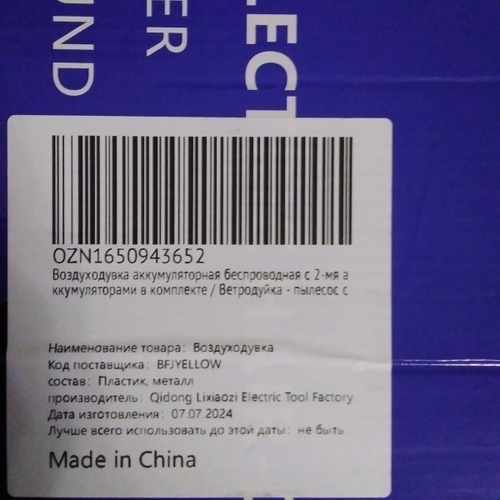 UND
ER
LECT
OZN1650943652
Воздуходувка аккумуляторная беспроводная с 2-мя а
ккумуляторами в комплекте / Ветродуйка - пылесос с
Наименование товара: Воздуходувка
Код поставщика: BFJYELLOW
состав: Пластик, металл
производитель: Qidong Lixiaozi Electric Tool Factory
Дата изготовления: 07.07.2024
Лучше всего использовать до этой даты: не быть
Made in China